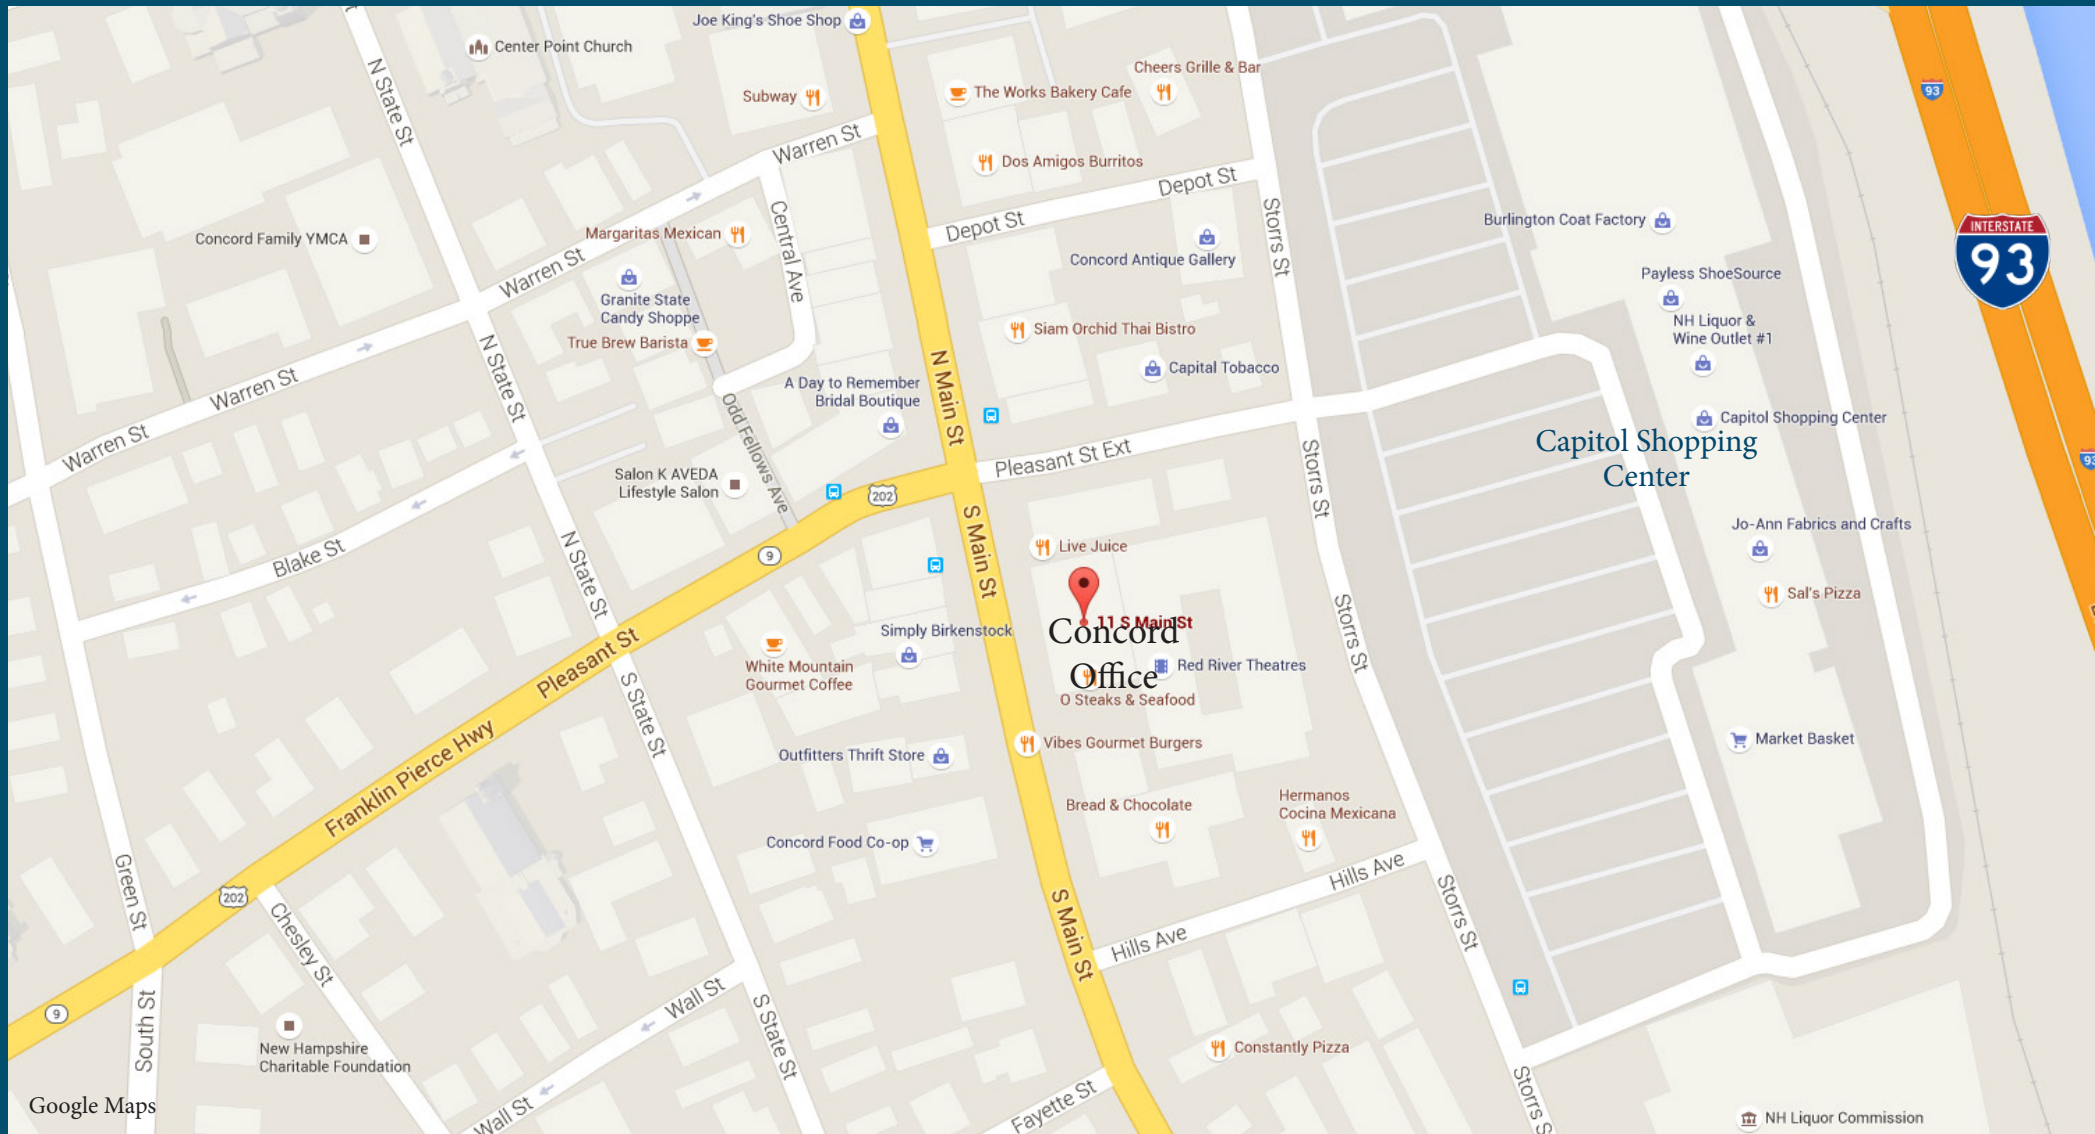 Joe King's Shoe Shop
Center Point Church
N State St
Subway
The Works Bakery Cafe
Cheers Grille & Bar
93
Warren St
Dos Amigos Burritos
Depot St
Depot St
Storrs St
Concord Family YMCA
Margaritas Mexican
Central Ave
Burlington Coat Factory
INTERSTATE
93
Warren St
Concord Antique Gallery
Payless ShoeSource
Granite State
Candy Shoppe
NH Liquor &
Wine Outlet #1
True Brew Barista
Siam Orchid Thai Bistro
N State St
Warren St
A Day to Remember
Bridal Boutique
N Main St
Capital Tobacco
Capitol Shopping Center
Warren St
Odd Fellows Ave
Pleasant St Ext
Capitol Shopping
Center
93
Salon K AVEDA
Lifestyle Salon
202
Storrs St
Blake St
N State St
9
S Main St
Live Juice
Jo-Ann Fabrics and Crafts
Sal's Pizza
11 S Main St
Concord
Office
Simply Birkenstock
Storrs St
Pleasant St
White Mountain
Gourmet Coffee
Red River Theatres
O Steaks & Seafood
S State St
Franklin Pierce Hwy
Outfitters Thrift Store
Vibes Gourmet Burgers
Market Basket
Bread & Chocolate
Hermanos
Cocina Mexicana
Concord Food Co-op
Green St
202
Hills Ave
Chesley St
S Main St
Hills Ave
Storrs St
9
South St
Wall St
S State St
New Hampshire
Charitable Foundation
Constantly Pizza
Google Maps
Wall St
Fayette St
Storrs S
NH Liquor Commission